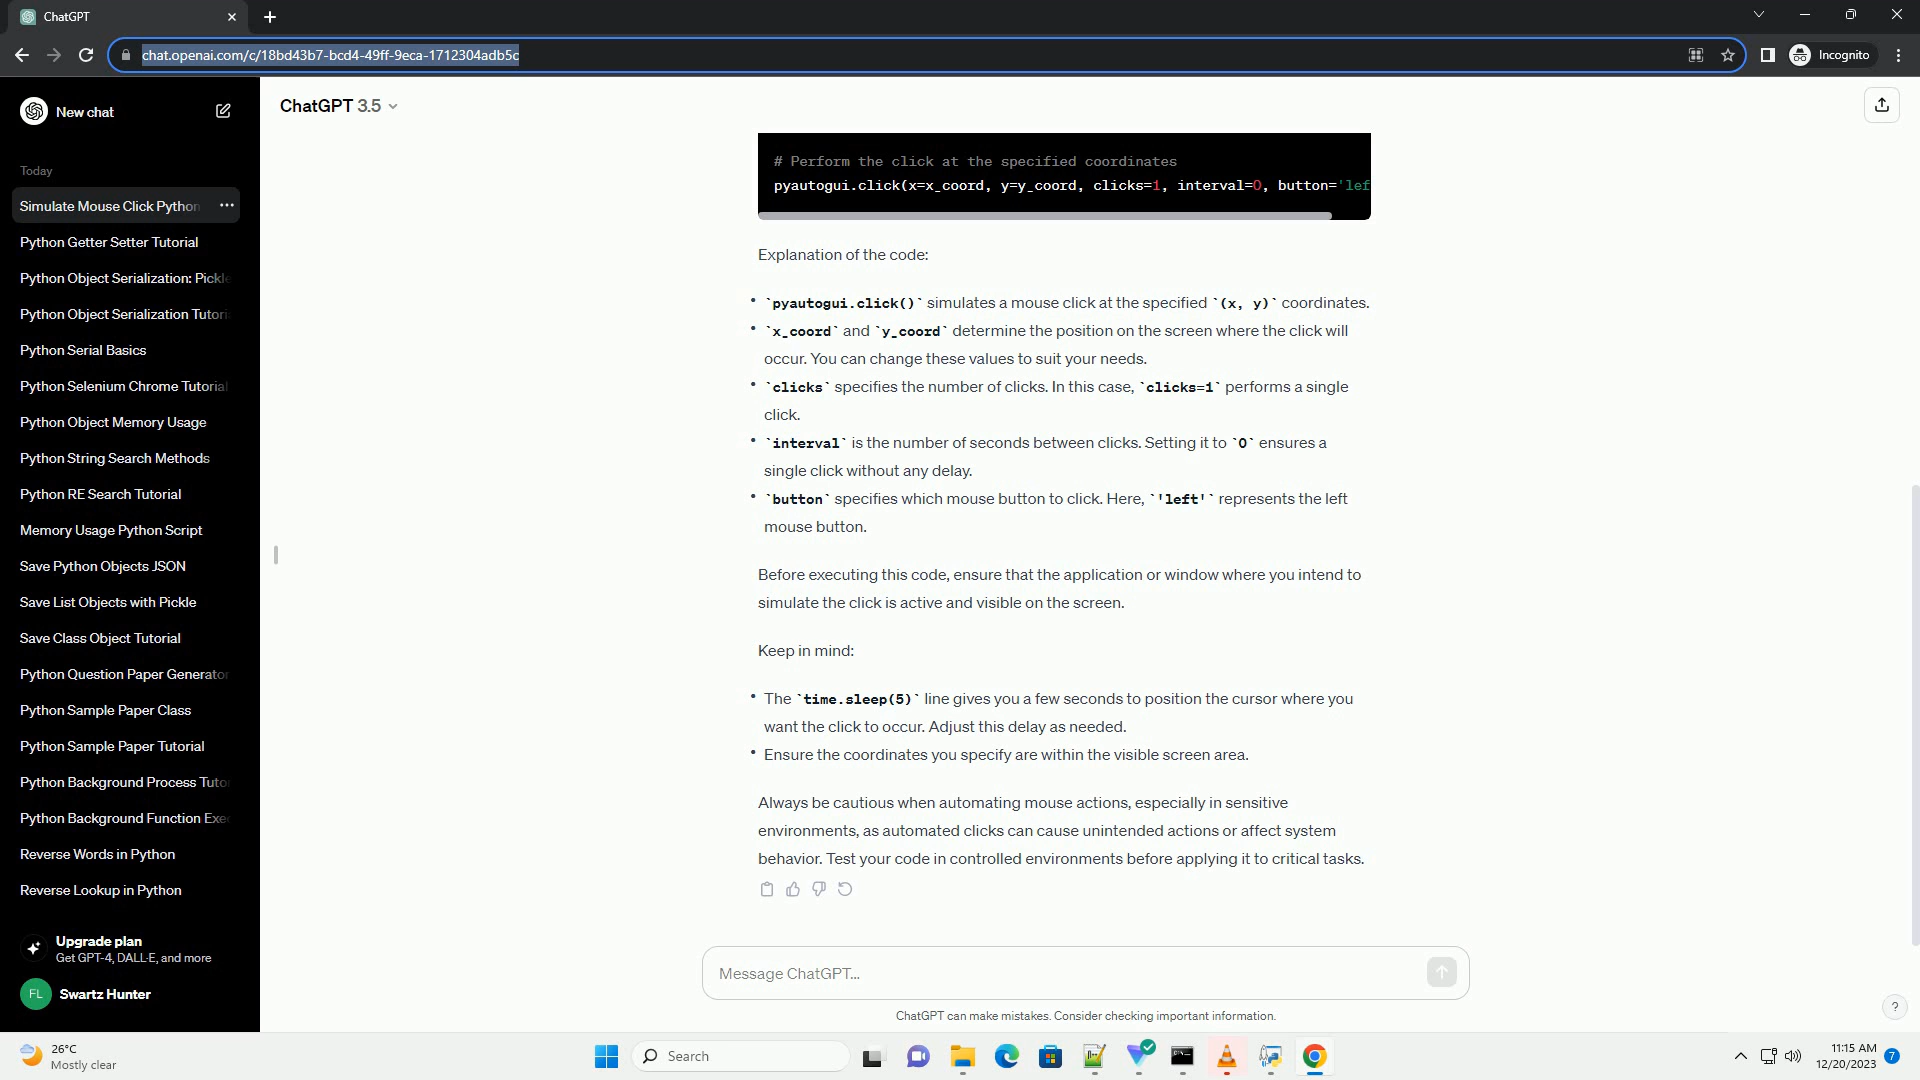 ChatGPT
chat.openai.com/c/18bd43b7-bcd4-49ff-9eca-1712304adb5c
Incognito
New chat
Today
Simulate Mouse Click Python
Python Getter Setter Tutorial
Python Object Serialization: Pickle
Python Object Serialization Tutori
Python Serial Basics
Python Selenium Chrome Tutorial
Python Object Memory Usage
Python String Search Methods
Python RE Search Tutorial
Memory Usage Python Script
Save Python Objects JSON
Save List Objects with Pickle
Save Class Object Tutorial
Python Question Paper Generator
Python Sample Paper Class
Python Sample Paper Tutorial
Python Background Process Tuto
Python Background Function Exe
Reverse Words in Python
Reverse Lookup in Python
Upgrade plan
Get GPT-4, DALL·E, and more
FL
Swartz Hunter
ChatGPT 3.5
# Perform the click at the specified coordinates
pyautogui.click(x=x_coord, y=y_coord, clicks=1, interval=0, button='lef
Explanation of the code:
• `pyautogui.click()` simulates a mouse click at the specified `(x, y)` coordinates.
• `x_coord` and `y_coord` determine the position on the screen where the click will
occur. You can change these values to suit your needs.
• `clicks` specifies the number of clicks. In this case, `clicks=1` performs a single
click.
• `interval` is the number of seconds between clicks. Setting it to `0` ensures a
single click without any delay.
• `button` specifies which mouse button to click. Here, `'left'` represents the left
mouse button.
Before executing this code, ensure that the application or window where you intend to
simulate the click is active and visible on the screen.
Keep in mind:
• The `time.sleep(5)` line gives you a few seconds to position the cursor where you
want the click to occur. Adjust this delay as needed.
• Ensure the coordinates you specify are within the visible screen area.
Always be cautious when automating mouse actions, especially in sensitive
environments, as automated clicks can cause unintended actions or affect system
behavior. Test your code in controlled environments before applying it to critical tasks.
Message ChatGPT...
ChatGPT can make mistakes. Consider checking important information.
?
26°C
Mostly clear
Search
11:15 AM
12/20/2023
7